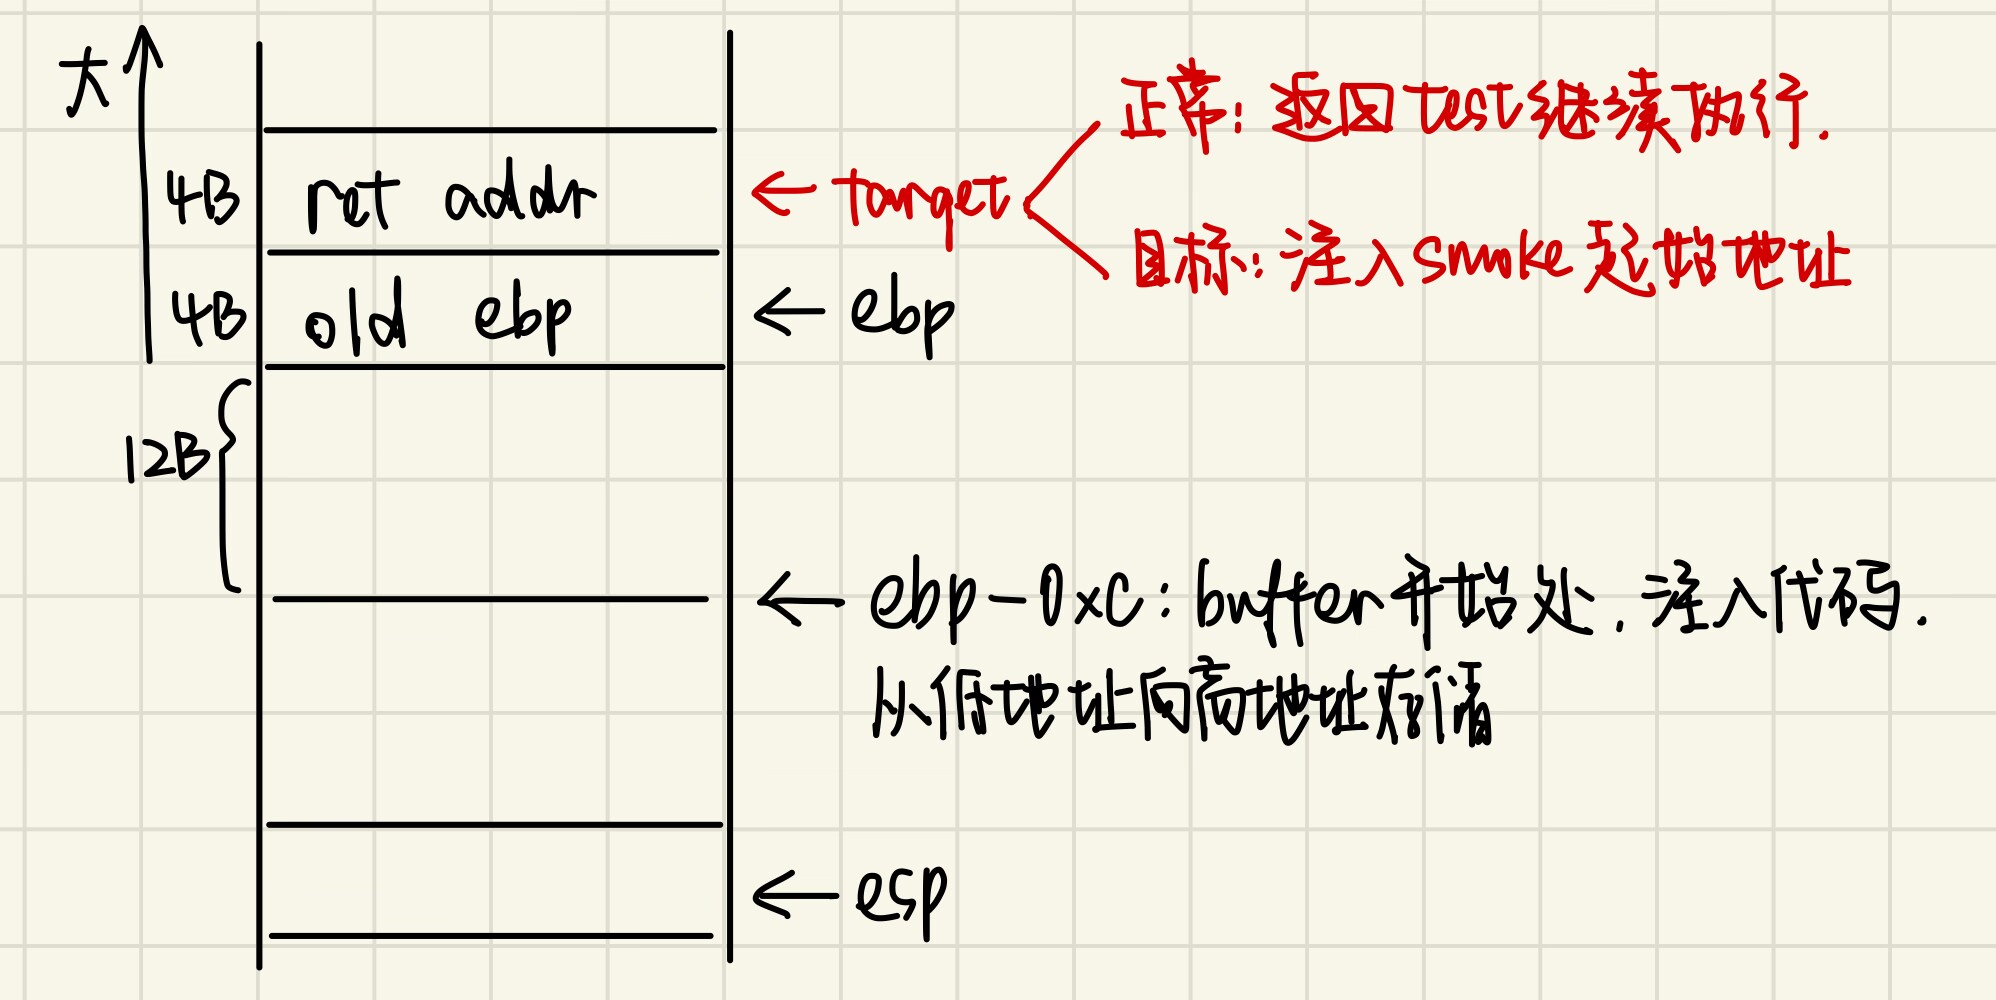 大
正常：返回test继续执行.
4B ret addr ← target
目标：注入smoke起始地址
4B old ebp ← ebp
12B
← ebp-0xc：buffer开始处，注入代码.
从低地址向高地址存储
← esp